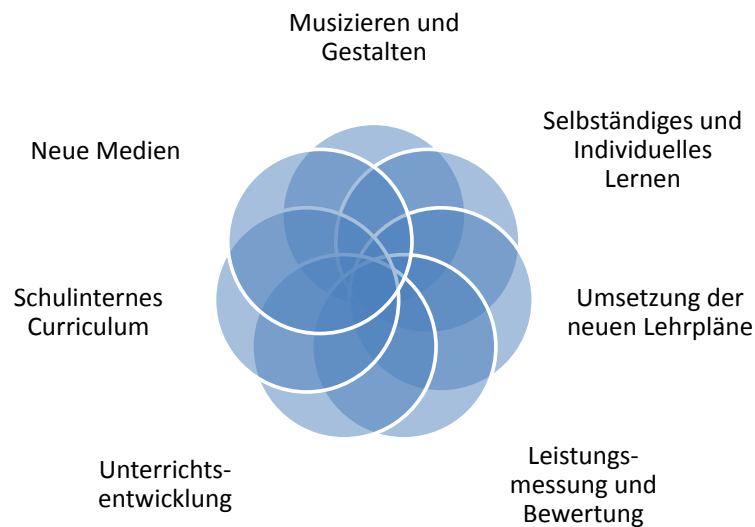 Musizieren und
Gestalten
Selbständiges und
Individuelles
Lernen
Umsetzung der
neuen Lehrpläne
Leistungs-
messung und
Bewertung
Unterrichts-
entwicklung
Schulinternes
Curriculum
Neue Medien